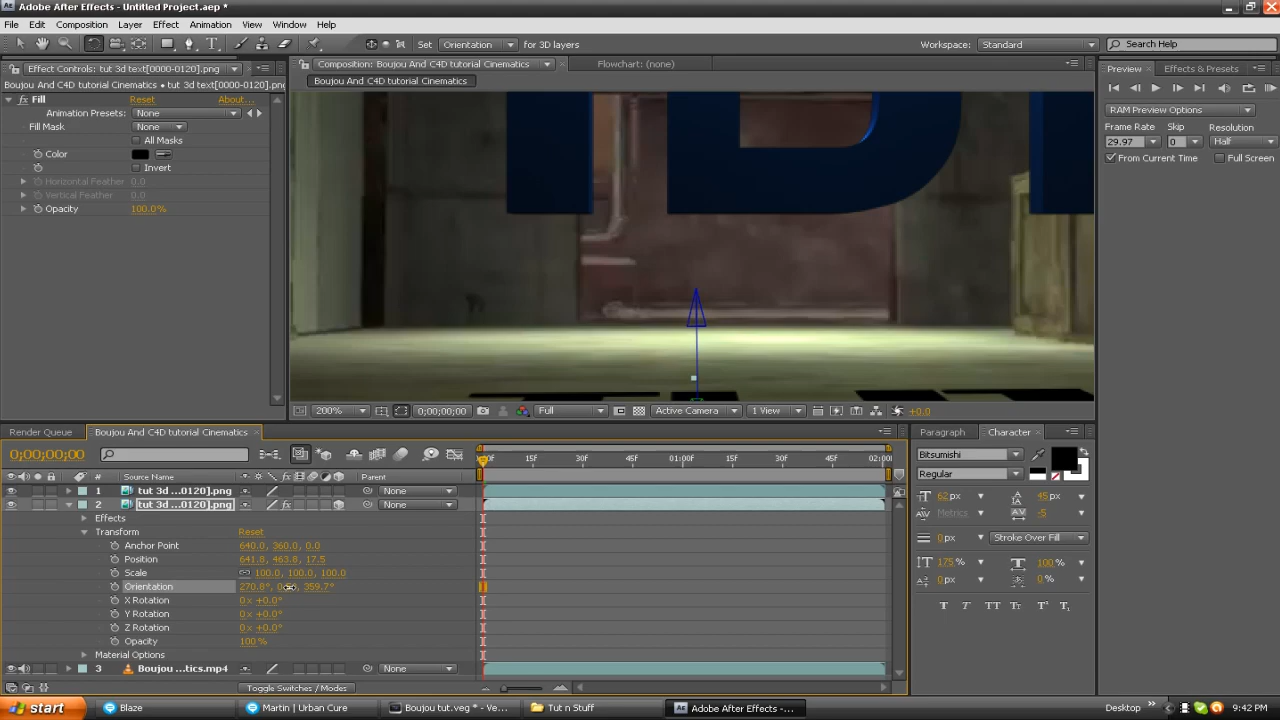 Adobe After Effects - Untitled Project.aep *
File Edit Composition Layer Effect Animation View Window Help
Set Orientation for 3D layers Workspace: Standard Search Help
Effect Controls: tut 3d text[0000-0120].png
Boujou And C4D tutorial Cinematics • tut 3d text[0000-0120].png
Fill Reset About...
Animation Presets: None
Fill Mask None
All Masks
Color
Invert
Horizontal Feather 0.0
Vertical Feather 0.0
Opacity 100.0%
Composition: Boujou And C4D tutorial Cinematics Flowchart: (none)
Boujou And C4D tutorial Cinematics
200% 0;00;00;00 Full Active Camera 1 View +0.0
Preview Effects & Presets
RAM Preview Options
Frame Rate Skip Resolution
29.97 0 Half
From Current Time Full Screen
Render Queue Boujou And C4D tutorial Cinematics
0;00;00;00
15F 30F 45F 01:00F 15F 30F 45F 02:00F
Source Name Parent
1 tut 3d ...0120].png None
2 tut 3d ...0120].png None
Effects
Transform Reset
Anchor Point 640.0, 360.0, 0.0
Position 641.8, 463.8, 17.5
Scale 100.0, 100.0, 100.0%
Orientation 270.8°, 359.7°
X Rotation 0x+0.0°
Y Rotation 0x+0.0°
Z Rotation 0x+0.0°
Opacity 100%
Material Options
3 Boujou ...tics.mp4 None
Toggle Switches / Modes
Paragraph Character
Bitsumishi
Regular
62 px 45 px
Metrics -5
0 px Stroke Over Fill
175 % 100 %
0 px 0 %
T T TT Tr T¹ T₁
start Blaze Martin | Urban Cure Boujou tut.veg * - Ve... Tut n Stuff Adobe After Effects - ... Desktop 9:42 PM